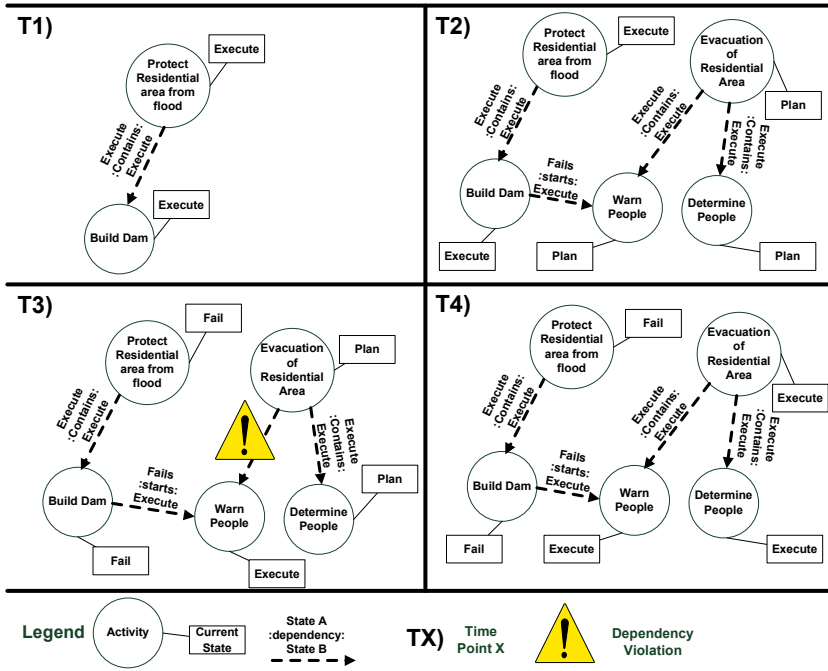 T1)
Protect
Residential
area from
flood
Execute
Execute
:Contains:
Execute
Build Dam
Execute
T2)
Protect
Residential
area from
flood
Execute
Evacuation
of
Residential
Area
Plan
Execute
:Contains:
Execute
Execute
:Contains:
Execute
Execute
:Contains:
Execute
Build Dam
Execute
Fails
:starts:
Execute
Warn
People
Plan
Determine
People
Plan
T3)
Protect
Residential
area from
flood
Fail
Evacuation
of
Residential
Area
Plan
Execute
:Contains:
Execute
!
Execute
:Contains:
Execute
Build Dam
Fail
Fails
:starts:
Execute
Warn
People
Execute
Determine
People
Plan
T4)
Protect
Residential
area from
flood
Fail
Evacuation
of
Residential
Area
Execute
Execute
:Contains:
Execute
Execute
:Contains:
Execute
Execute
:Contains:
Execute
Build Dam
Fail
Fails
:starts:
Execute
Warn
People
Execute
Determine
People
Execute
Legend
Activity
Current
State
State A
:dependency:
State B
TX)
Time
Point X
!
Dependency
Violation